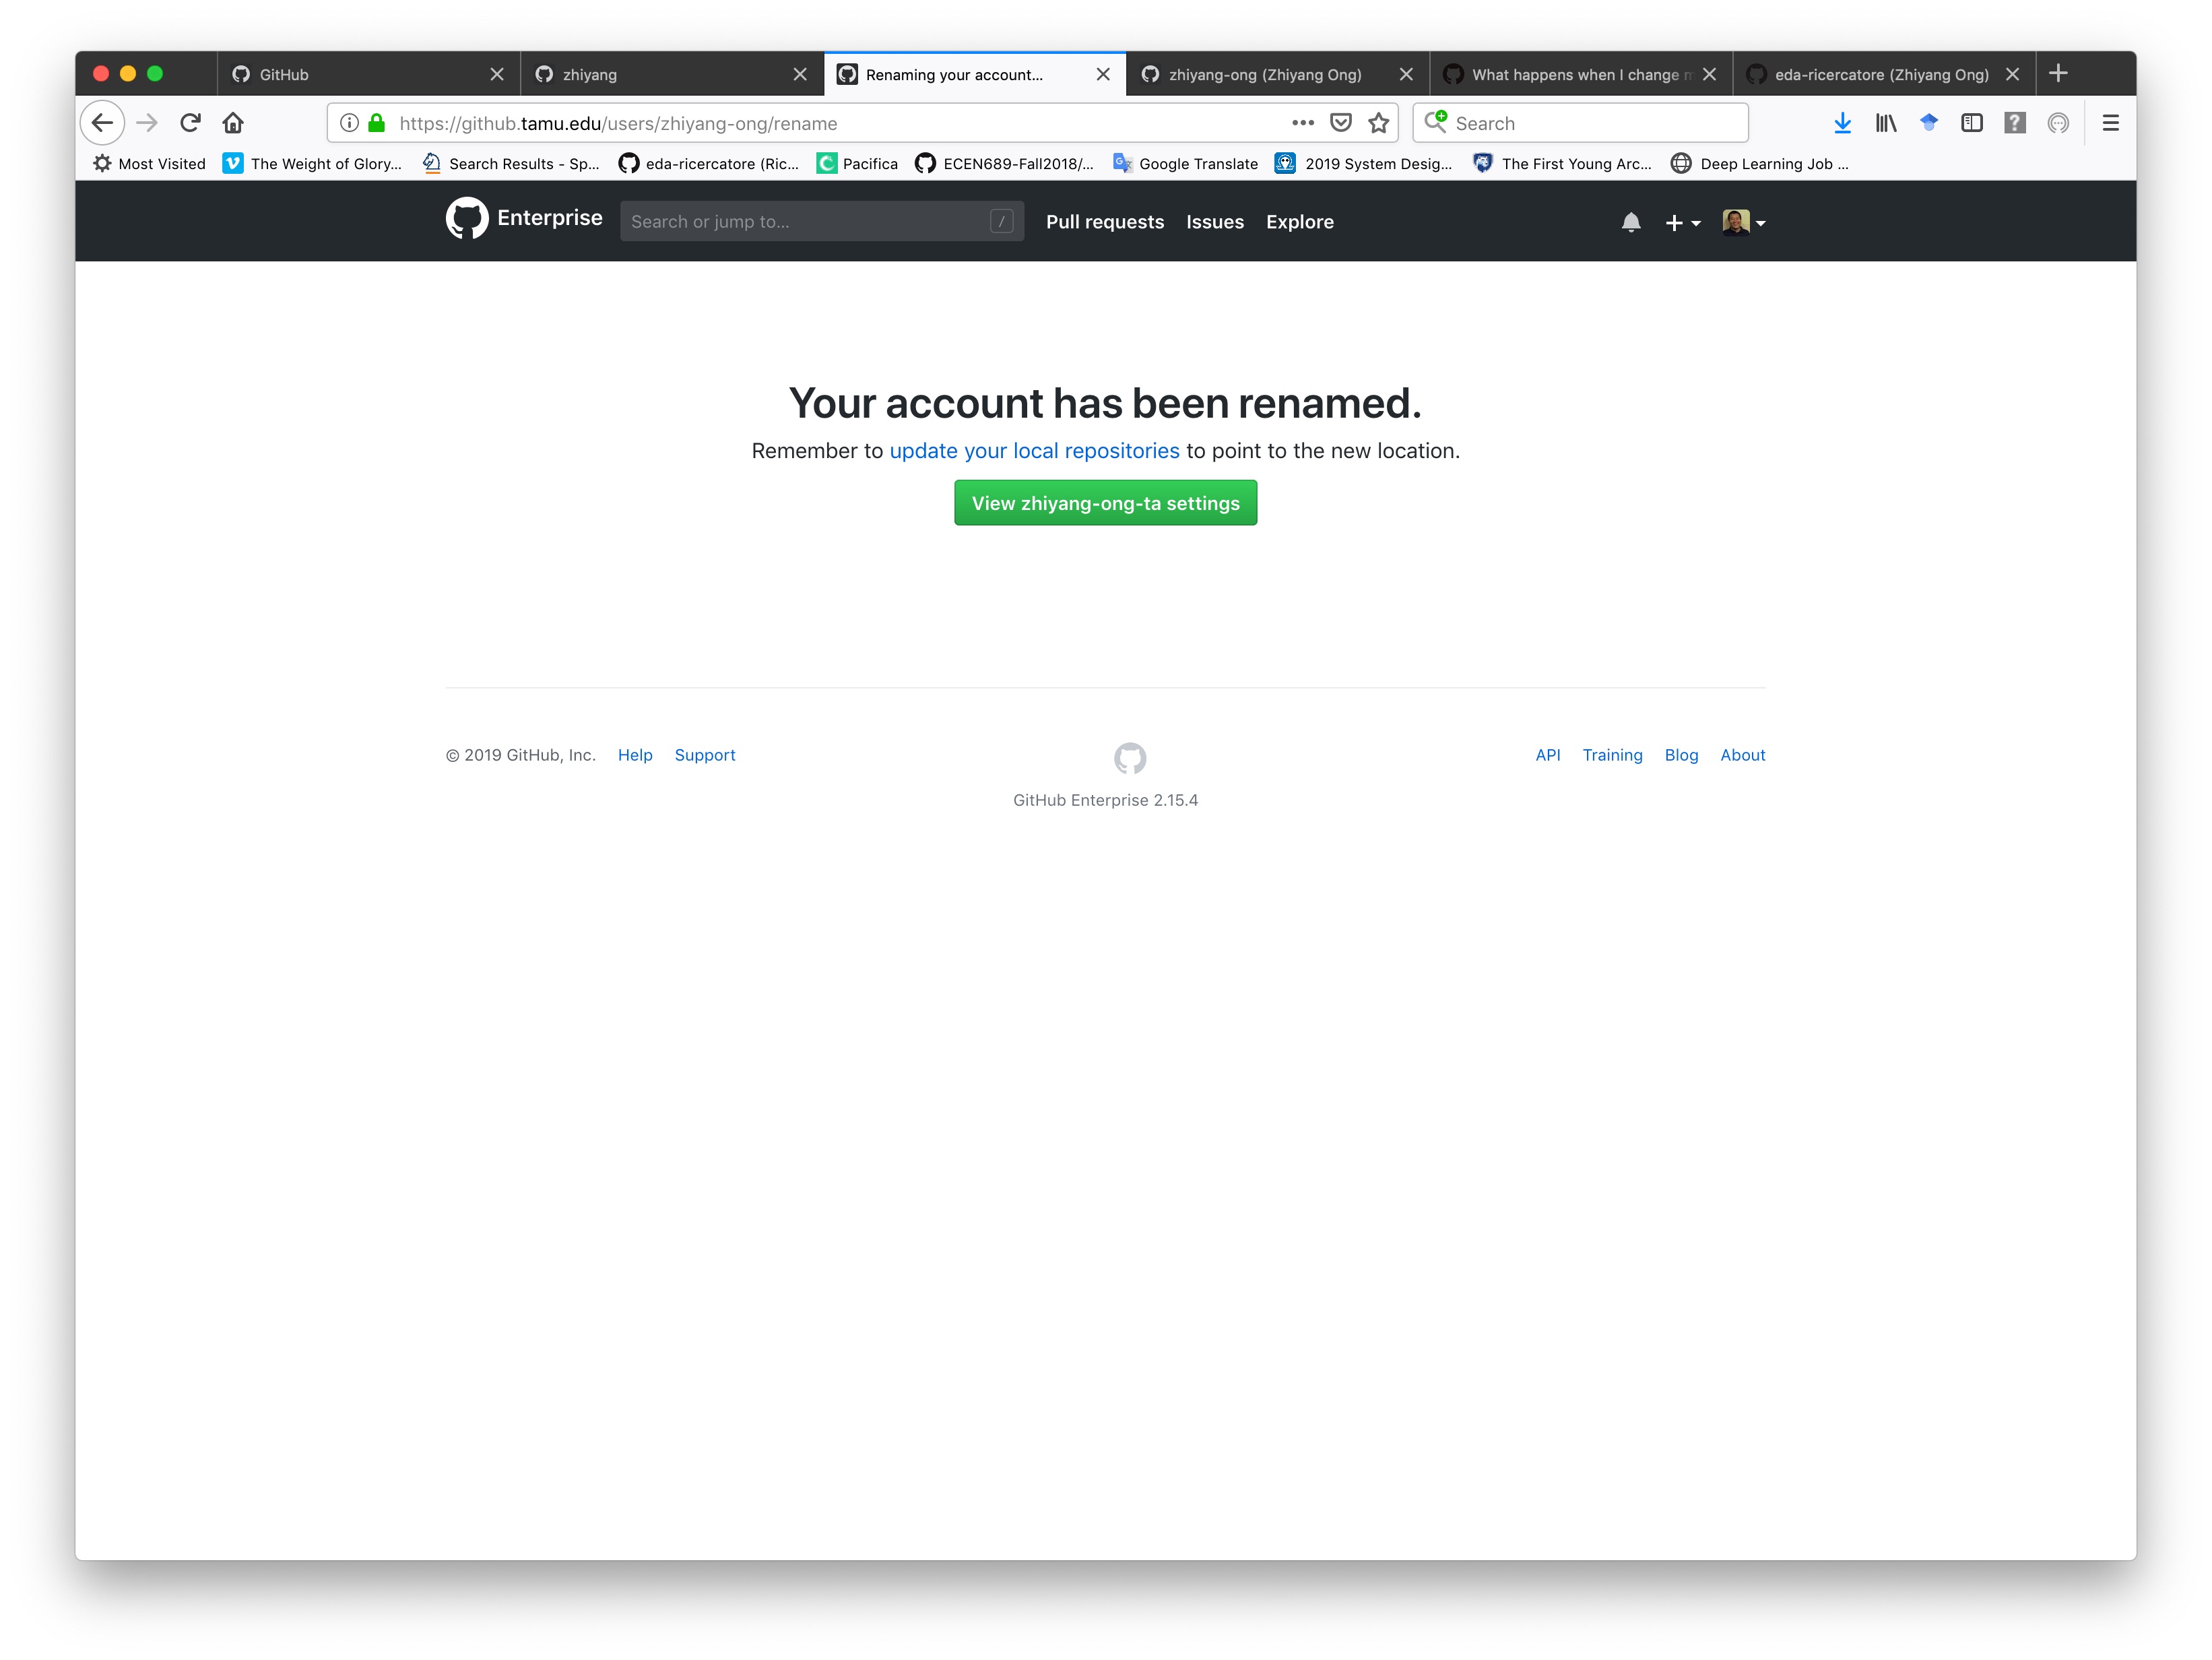 GitHub
zhiyang
Renaming your account...
zhiyang-ong (Zhiyang Ong)
What happens when I change m
eda-ricercatore (Zhiyang Ong)
https://github.tamu.edu/users/zhiyang-ong/rename
Search
Most Visited
The Weight of Glory...
Search Results - Sp...
eda-ricercatore (Ric...
Pacifica
ECEN689-Fall2018/...
Google Translate
2019 System Desig...
The First Young Arc...
Deep Learning Job ...
Enterprise
Search or jump to...
/
Pull requests
Issues
Explore
Your account has been renamed.
Remember to update your local repositories to point to the new location.
View zhiyang-ong-ta settings
© 2019 GitHub, Inc.
Help
Support
API
Training
Blog
About
GitHub Enterprise 2.15.4